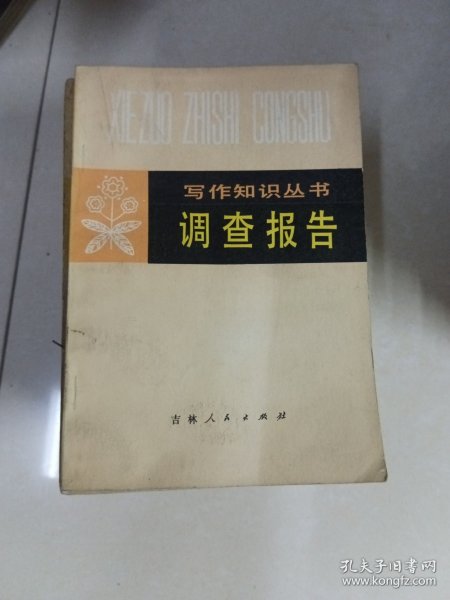 XIEZUO ZHISHI CONGSHU
写作知识丛书
调查报告
吉林人民出版社
孔夫子旧书网
www.kongfz.com